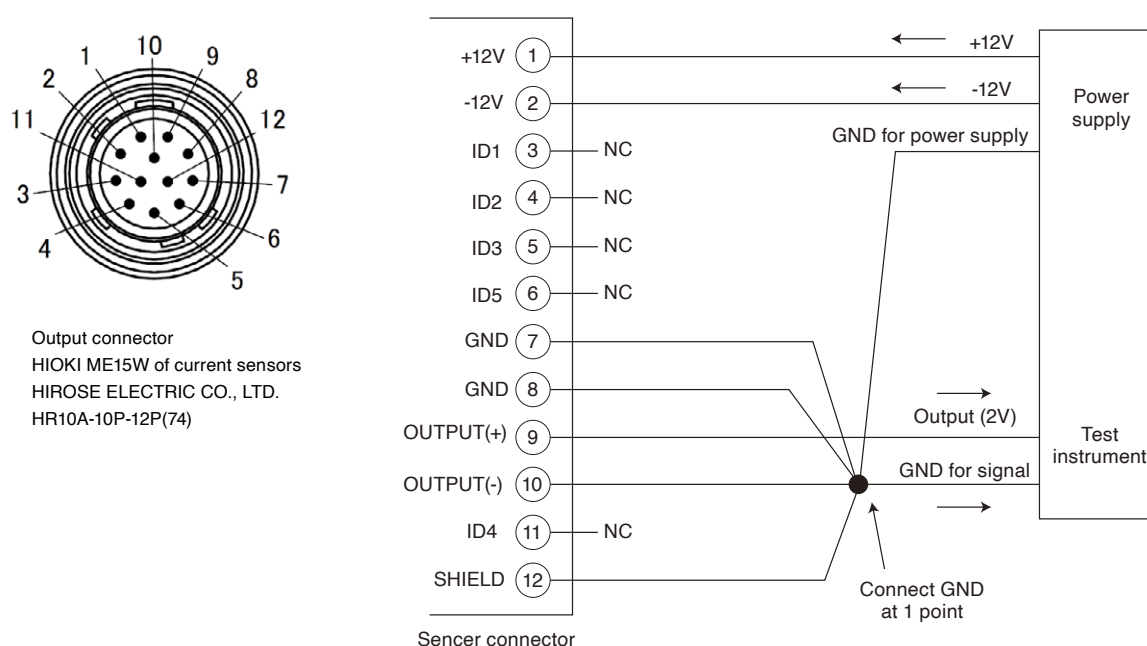 10
1
9
2
8
11
12
3
7
4
6
5
Output connector
HIOKI ME15W of current sensors
HIROSE ELECTRIC CO., LTD.
HR10A-10P-12P(74)
+12V 1 +12V
-12V 2 -12V
Power
supply
GND for power supply
ID1 3 NC
ID2 4 NC
ID3 5 NC
ID5 6 NC
GND 7
GND 8
OUTPUT(+) 9 Output (2V)
Test
instrument
OUTPUT(-) 10 GND for signal
ID4 11 NC
SHIELD 12
Connect GND
at 1 point
Sencer connector